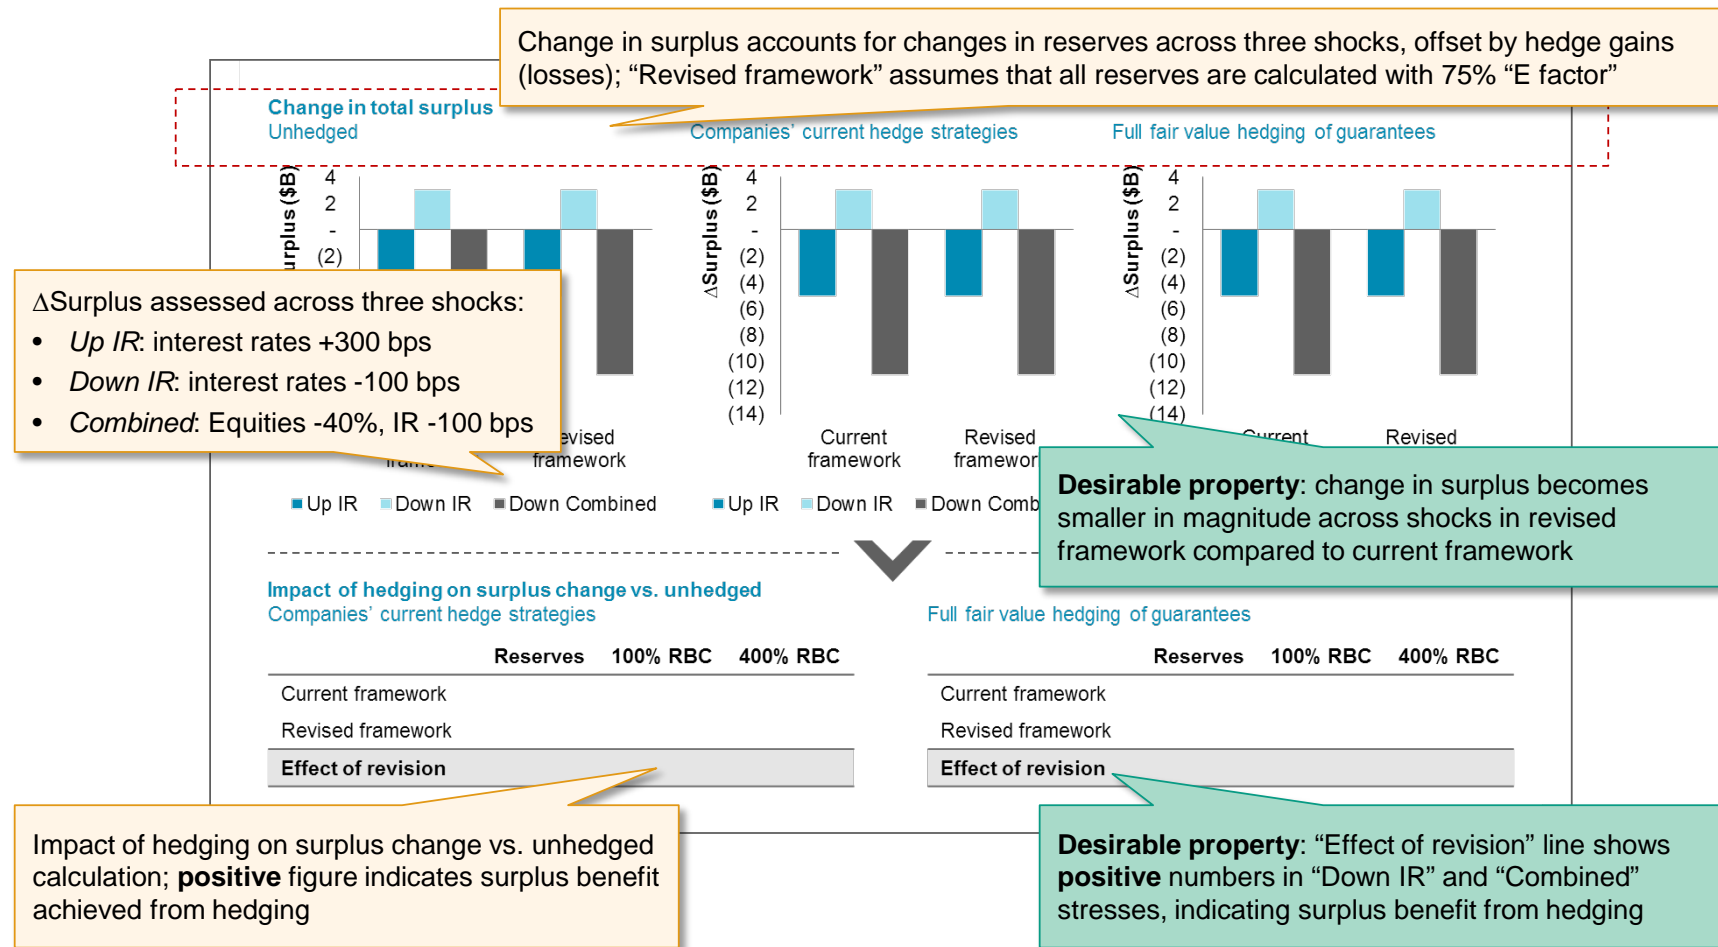 Change in surplus accounts for changes in reserves across three shocks, offset by hedge gains
(losses); “Revised framework” assumes that all reserves are calculated with 75% “E factor”
Change in total surplus
Unhedged
Companies’ current hedge strategies
Full fair value hedging of guarantees
urplus ($B)
4
2
-
(2)
ΔSurplus ($B)
4
2
-
(2)
(4)
(6)
(8)
(10)
(12)
(14)
ΔSurplus ($B)
4
2
-
(2)
(4)
(6)
(8)
(10)
(12)
(14)
ΔSurplus assessed across three shocks:
• Up IR: interest rates +300 bps
• Down IR: interest rates -100 bps
• Combined: Equities -40%, IR -100 bps
evised
framework
Current
framework
Revised
framework
Current
Revised
Up IR Down IR Down Combined
Up IR Down IR Down Comb
Desirable property: change in surplus becomes
smaller in magnitude across shocks in revised
framework compared to current framework
Impact of hedging on surplus change vs. unhedged
Companies’ current hedge strategies
Reserves 100% RBC 400% RBC
Current framework
Revised framework
Effect of revision
Full fair value hedging of guarantees
Reserves 100% RBC 400% RBC
Current framework
Revised framework
Effect of revision
Impact of hedging on surplus change vs. unhedged
calculation; positive figure indicates surplus benefit
achieved from hedging
Desirable property: “Effect of revision” line shows
positive numbers in “Down IR” and “Combined”
stresses, indicating surplus benefit from hedging